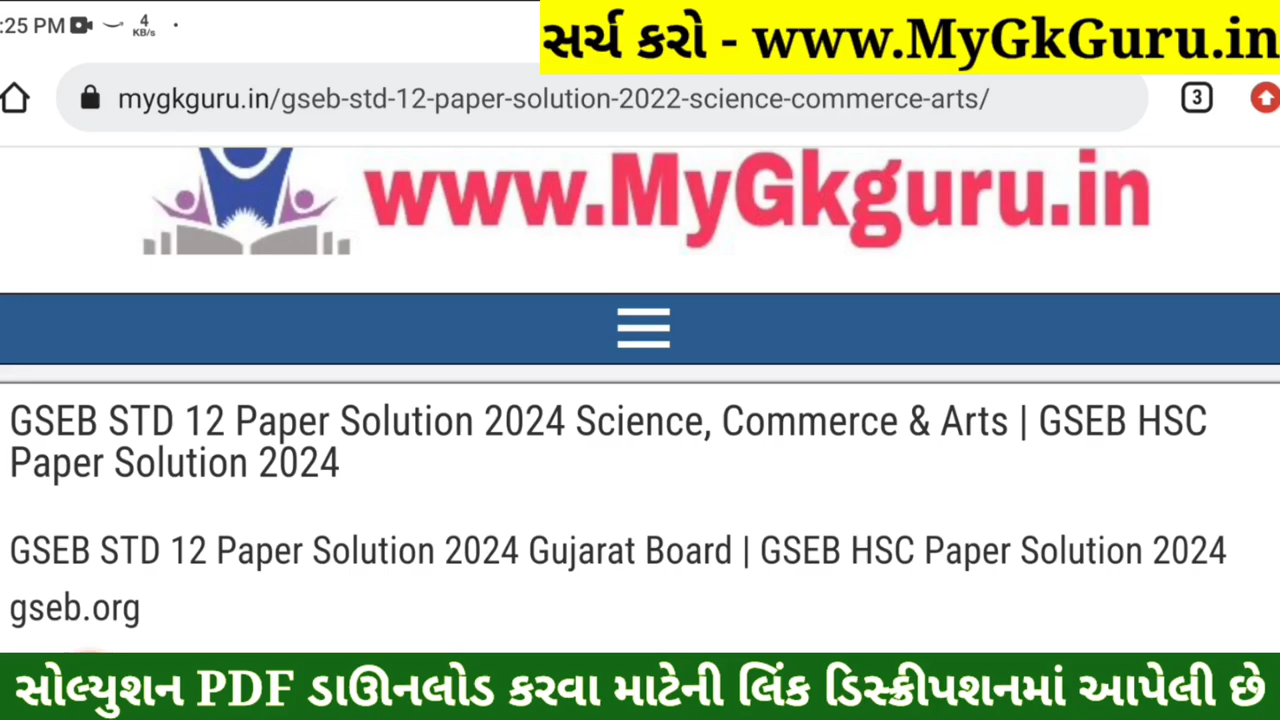 :25 PM 4 KB/s
સર્ચ કરો - www.MyGkGuru.in
mygkguru.in/gseb-std-12-paper-solution-2022-science-commerce-arts/ 3
www.MyGkguru.in
GSEB STD 12 Paper Solution 2024 Science, Commerce & Arts | GSEB HSC
Paper Solution 2024
GSEB STD 12 Paper Solution 2024 Gujarat Board | GSEB HSC Paper Solution 2024
gseb.org
સોલ્યુશન PDF ડાઊનલોડ કરવા માટેની લિંક ડિસ્ક્રીપશનમાં આપેલી છે